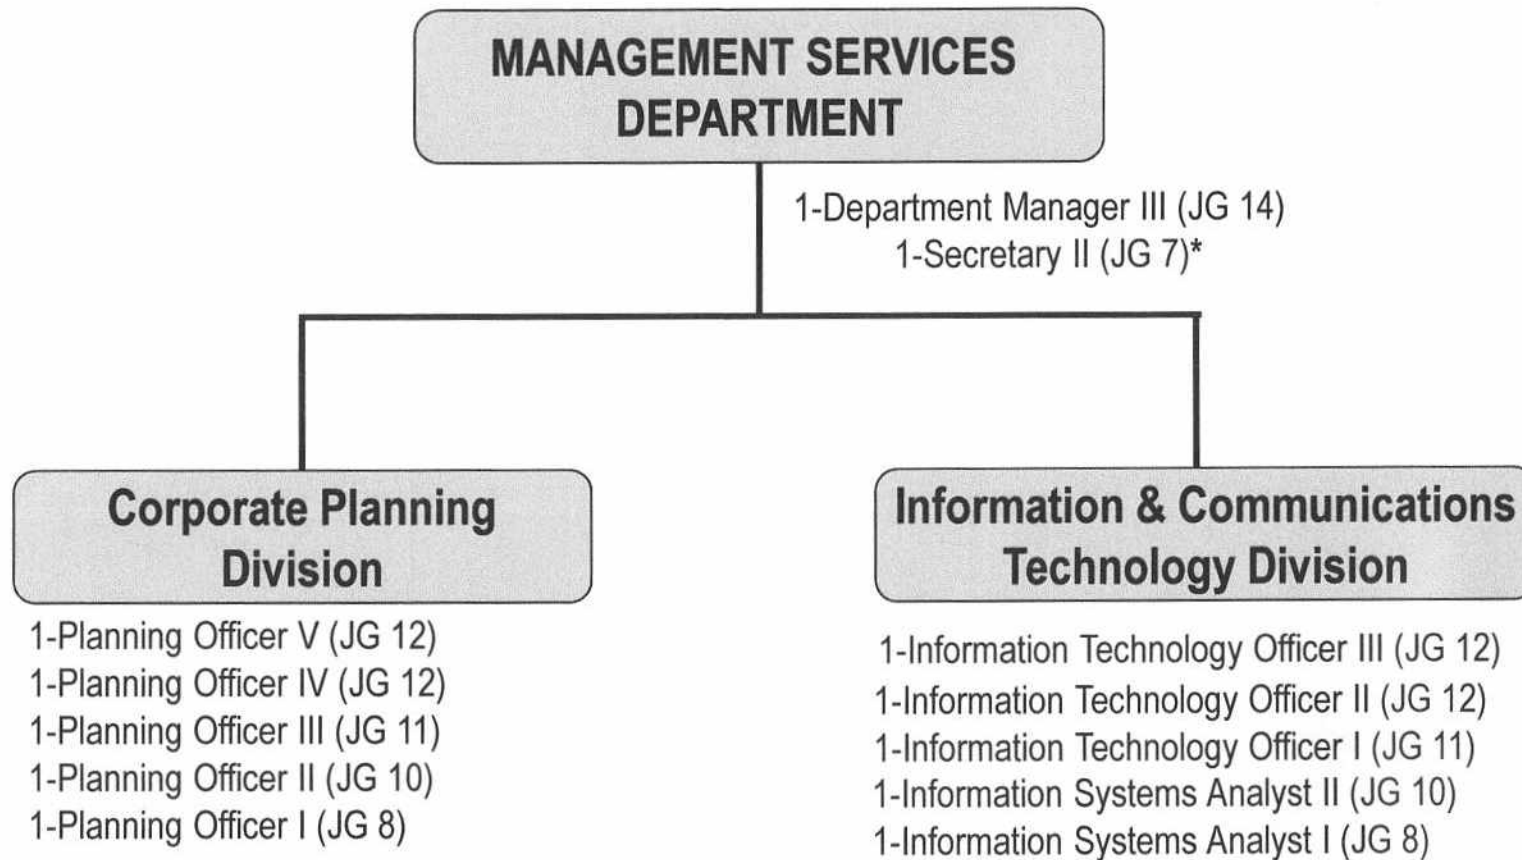 MANAGEMENT SERVICES
DEPARTMENT
1-Department Manager III (JG 14)
1-Secretary II (JG 7)*
Corporate Planning
Division
1-Planning Officer V (JG 12)
1-Planning Officer IV (JG 12)
1-Planning Officer III (JG 11)
1-Planning Officer II (JG 10)
1-Planning Officer I (JG 8)
Information & Communications
Technology Division
1-Information Technology Officer III (JG 12)
1-Information Technology Officer II (JG 12)
1-Information Technology Officer I (JG 11)
1-Information Systems Analyst II (JG 10)
1-Information Systems Analyst I (JG 8)